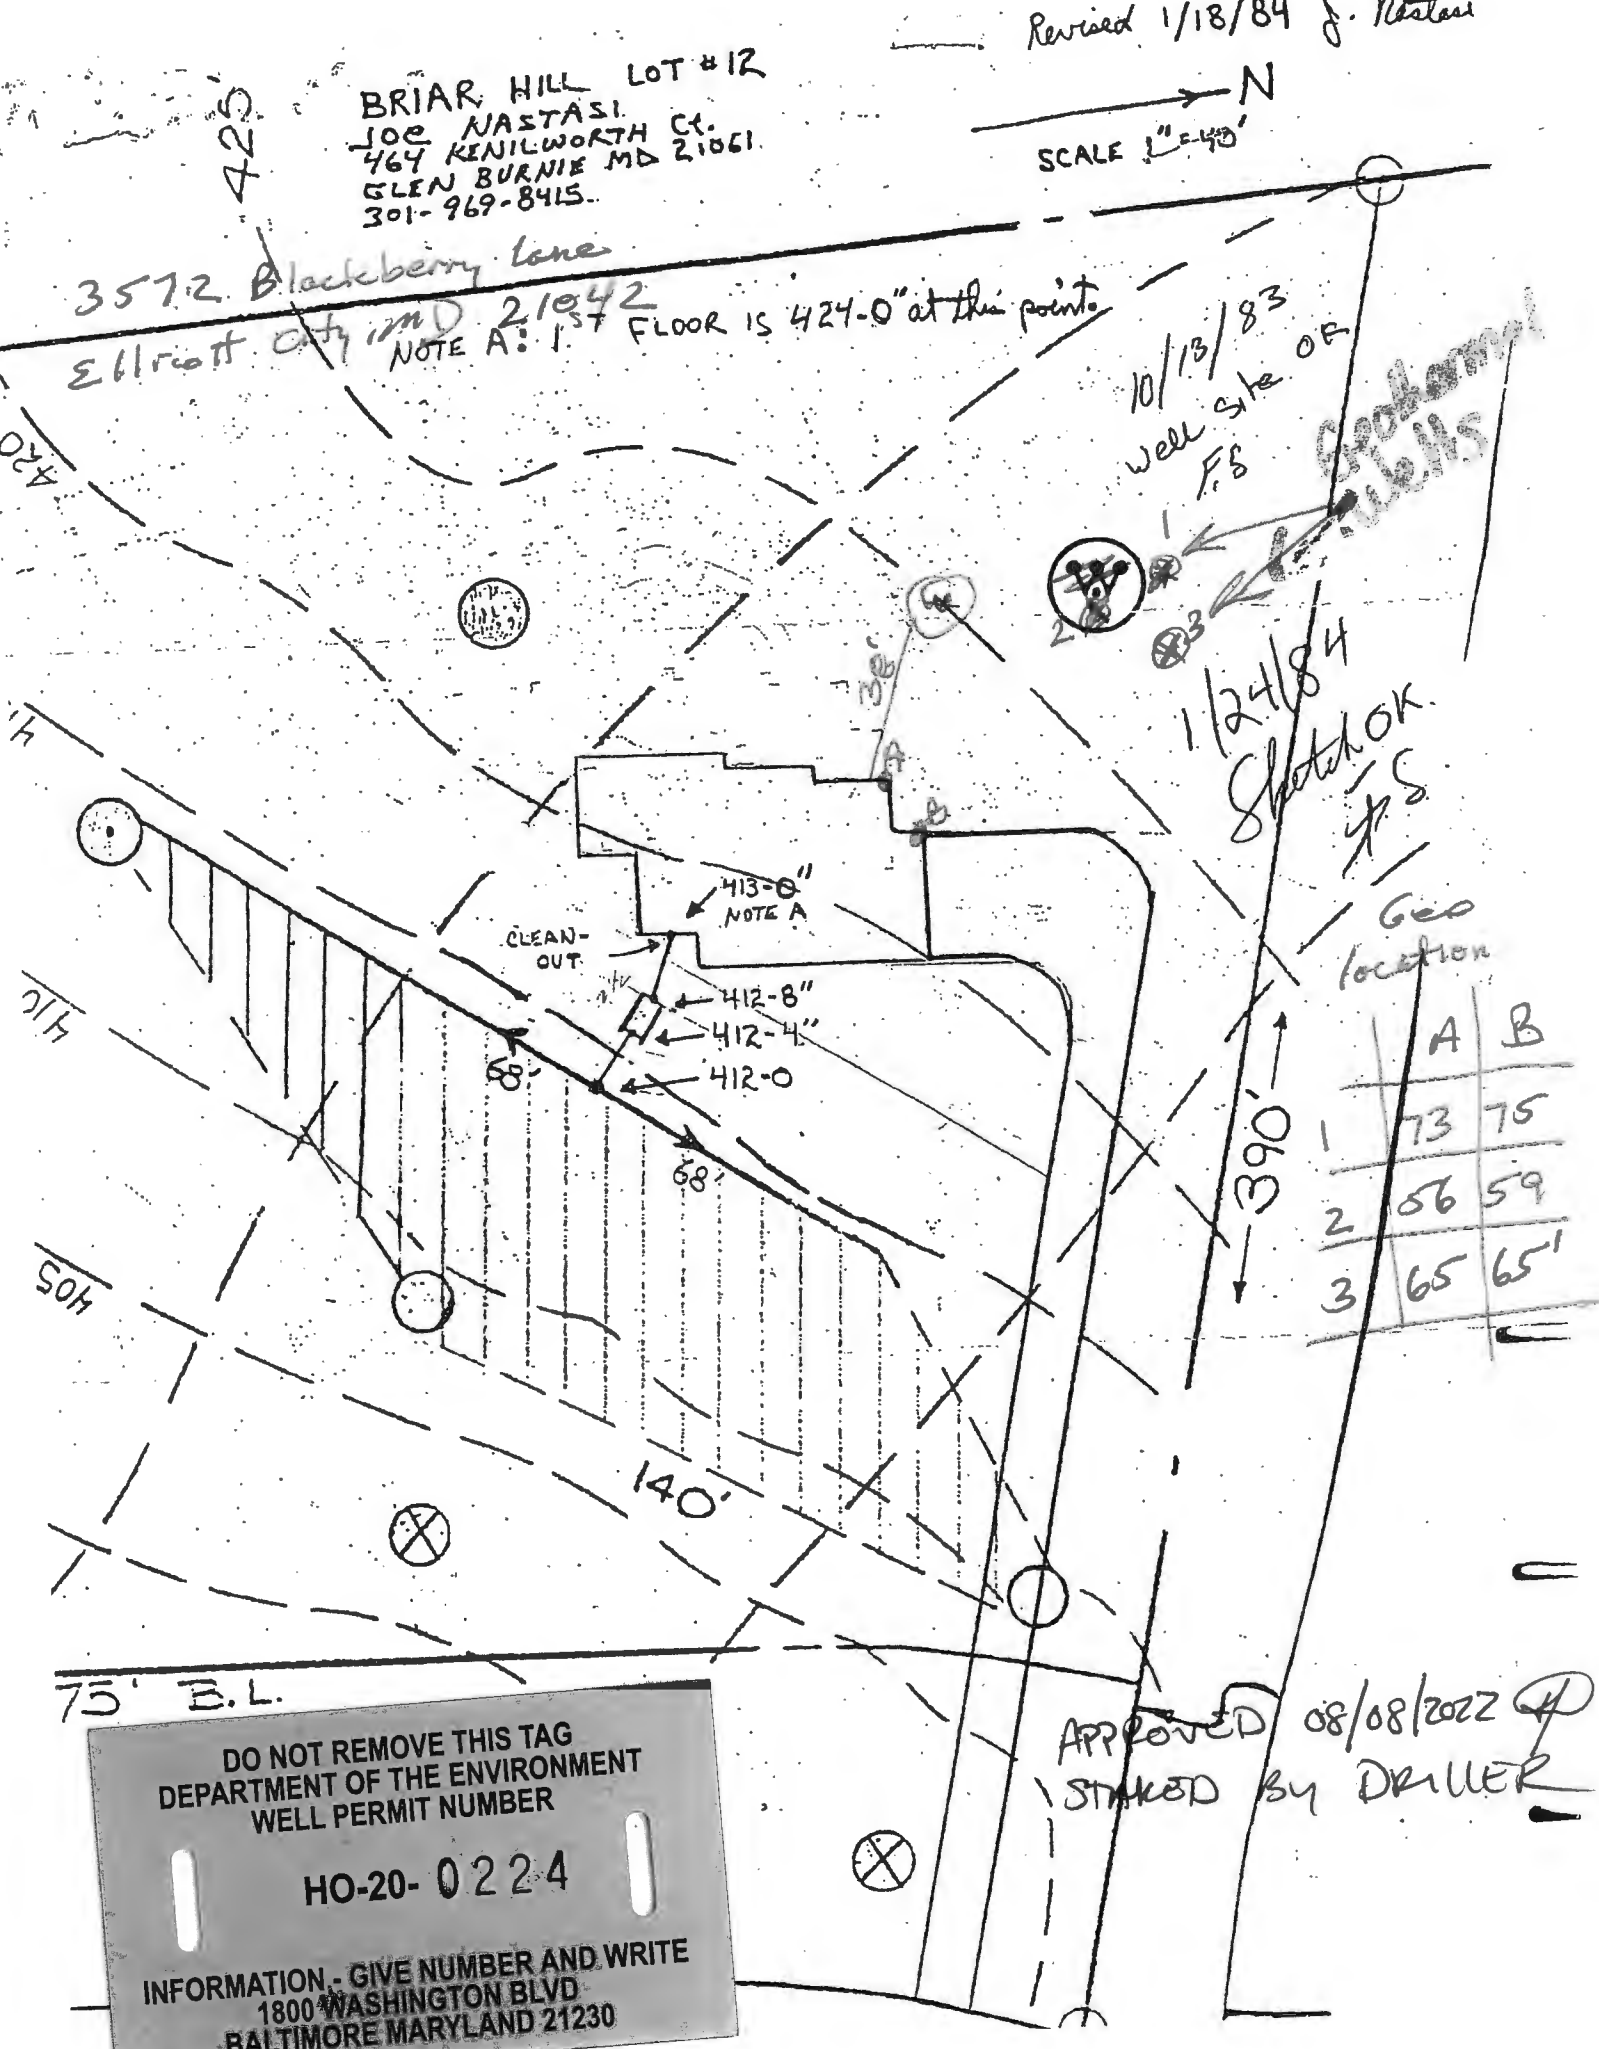 Revised 1/18/84 J. Nastasi
BRIAR HILL LOT #12
JOE NASTASI
464 KENILWORTH Ct.
GLEN BURNIE MD 21061
301-969-8415
425
N
SCALE 1"=40'
3572 Blackberry Lane
Ellicott City, MD 21042
NOTE A: 1ST FLOOR IS 424-0" at this point.
10/13/83
well site OK
F.S
Geothermal
Wells
420
1
W
2
3
38'
A
B
1/24/84
Sketch OK.
F.S
413-0"
NOTE A
CLEAN-
OUT
412-8"
412-4"
412-0
68'
68'
410
405
390'
Geo
location
A B
1 73 75
2 56 59
3 65 65'
140'
75' B.L.
APPROVED 08/08/2022
STAKED By DRILLER
DO NOT REMOVE THIS TAG
DEPARTMENT OF THE ENVIRONMENT
WELL PERMIT NUMBER
HO-20- 0224
INFORMATION - GIVE NUMBER AND WRITE
1800 WASHINGTON BLVD
BALTIMORE MARYLAND 21230